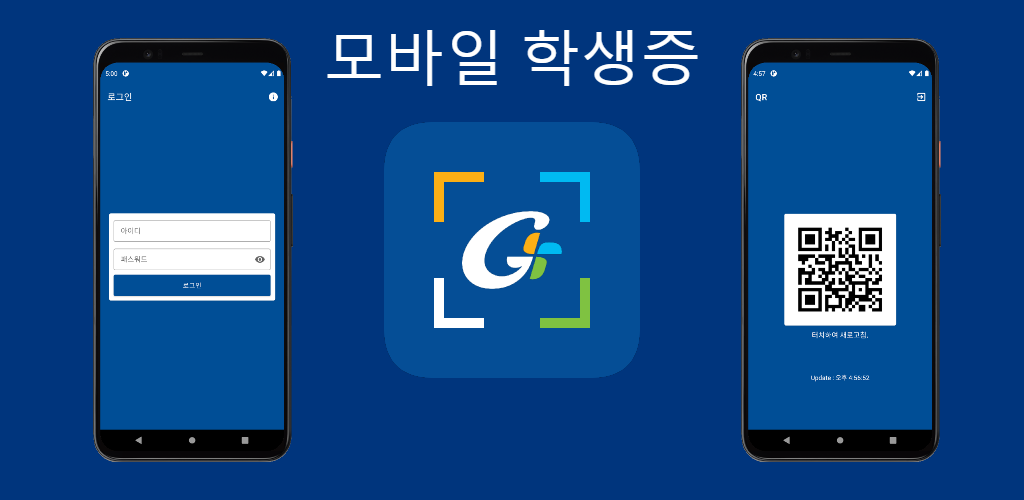 모바일 학생증
5:00
로그인
아이디
패스워드
로그인
G
4:57
QR
터치하여 새로고침.
Update : 오후 4:56:52